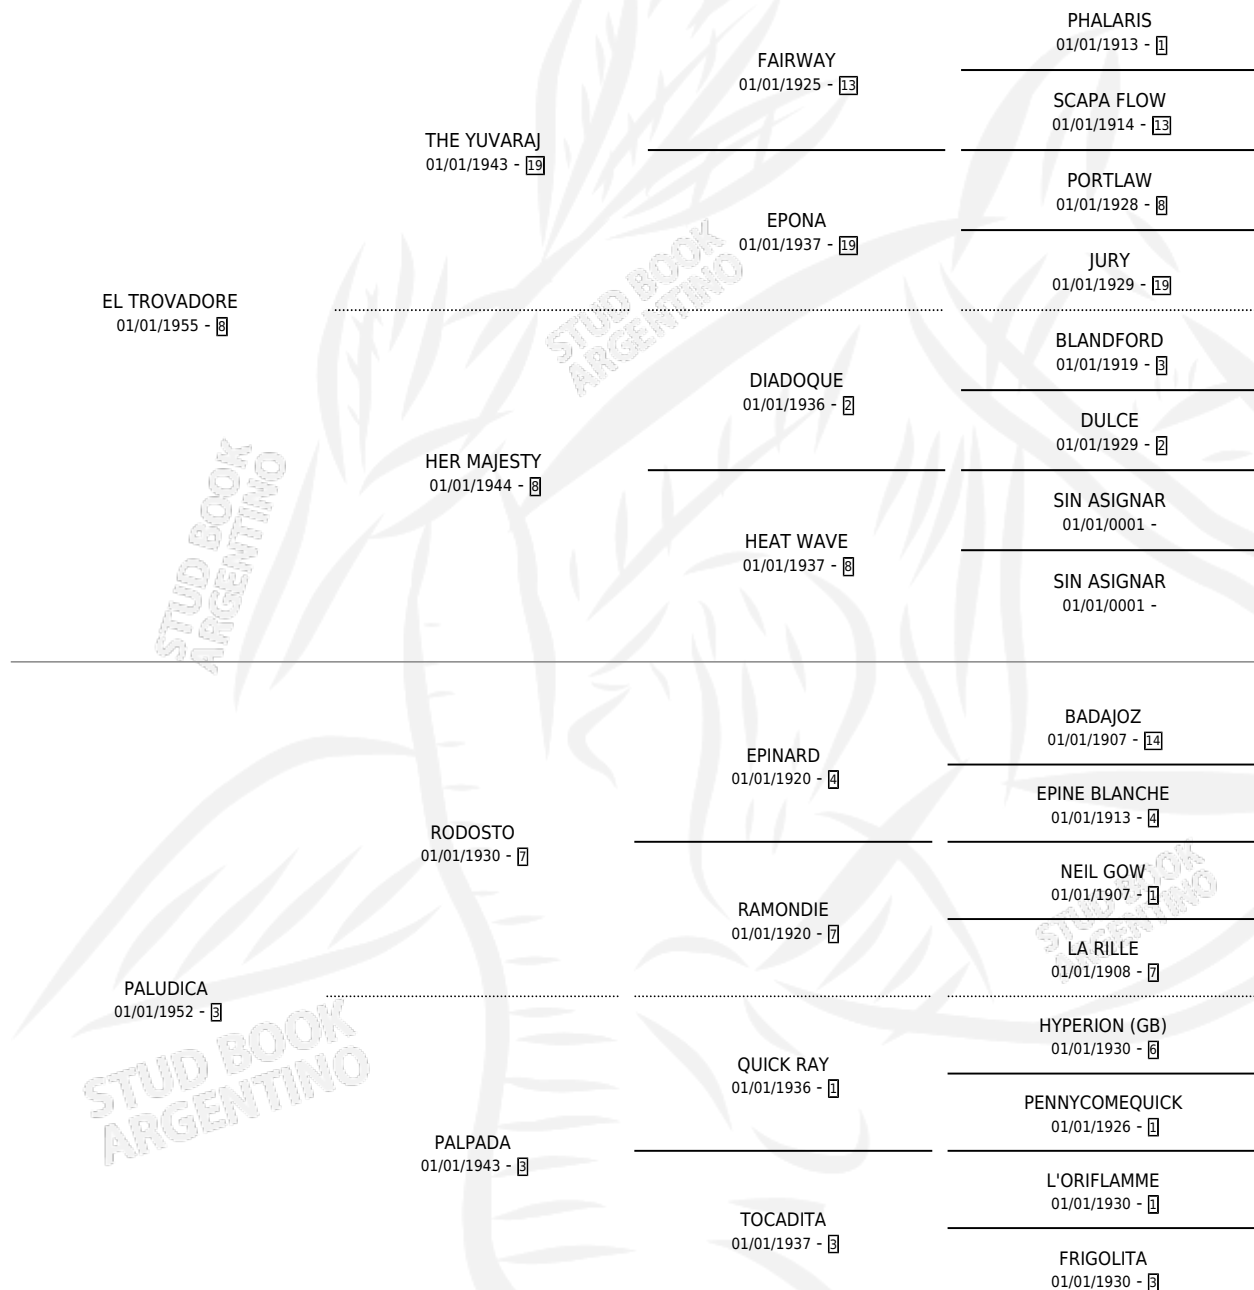 PHALARIS
01/01/1913 - 1
FAIRWAY
01/01/1925 - 13
SCAPA FLOW
01/01/1914 - 13
THE YUVARAJ
01/01/1943 - 19
PORTLAW
01/01/1928 - 8
EPONA
01/01/1937 - 19
JURY
01/01/1929 - 19
EL TROVADORE
01/01/1955 - 8
BLANDFORD
01/01/1919 - 3
DIADOQUE
01/01/1936 - 2
DULCE
01/01/1929 - 2
HER MAJESTY
01/01/1944 - 8
SIN ASIGNAR
01/01/0001 -
HEAT WAVE
01/01/1937 - 8
SIN ASIGNAR
01/01/0001 -
STUD BOOK
ARGENTINO
STUD BOOK
ARGENTINO
BADAJOZ
01/01/1907 - 14
EPINARD
01/01/1920 - 4
EPINE BLANCHE
01/01/1913 - 4
RODOSTO
01/01/1930 - 7
NEIL GOW
01/01/1907 - 1
RAMONDIE
01/01/1920 - 7
LA RILLE
01/01/1908 - 7
PALUDICA
01/01/1952 - 3
HYPERION (GB)
01/01/1930 - 6
QUICK RAY
01/01/1936 - 1
PENNYCOMEQUICK
01/01/1926 - 1
PALPADA
01/01/1943 - 3
L'ORIFLAMME
01/01/1930 - 1
TOCADITA
01/01/1937 - 3
FRIGOLITA
01/01/1930 - 3
STUD BOOK
ARGENTINO
STUD BOOK
ARGENTINO